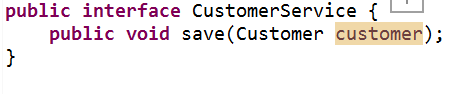 public interface CustomerService {
    public void save(Customer customer);
}